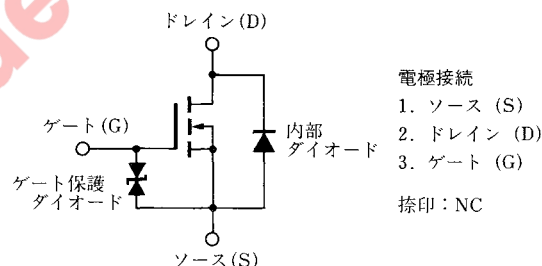 ドレイン(D)
ゲート(G)
内部
ダイオード
ゲート保護
ダイオード
ソース(S)
電極接続
1. ソース (S)
2. ドレイン (D)
3. ゲート (G)
捺印：NC